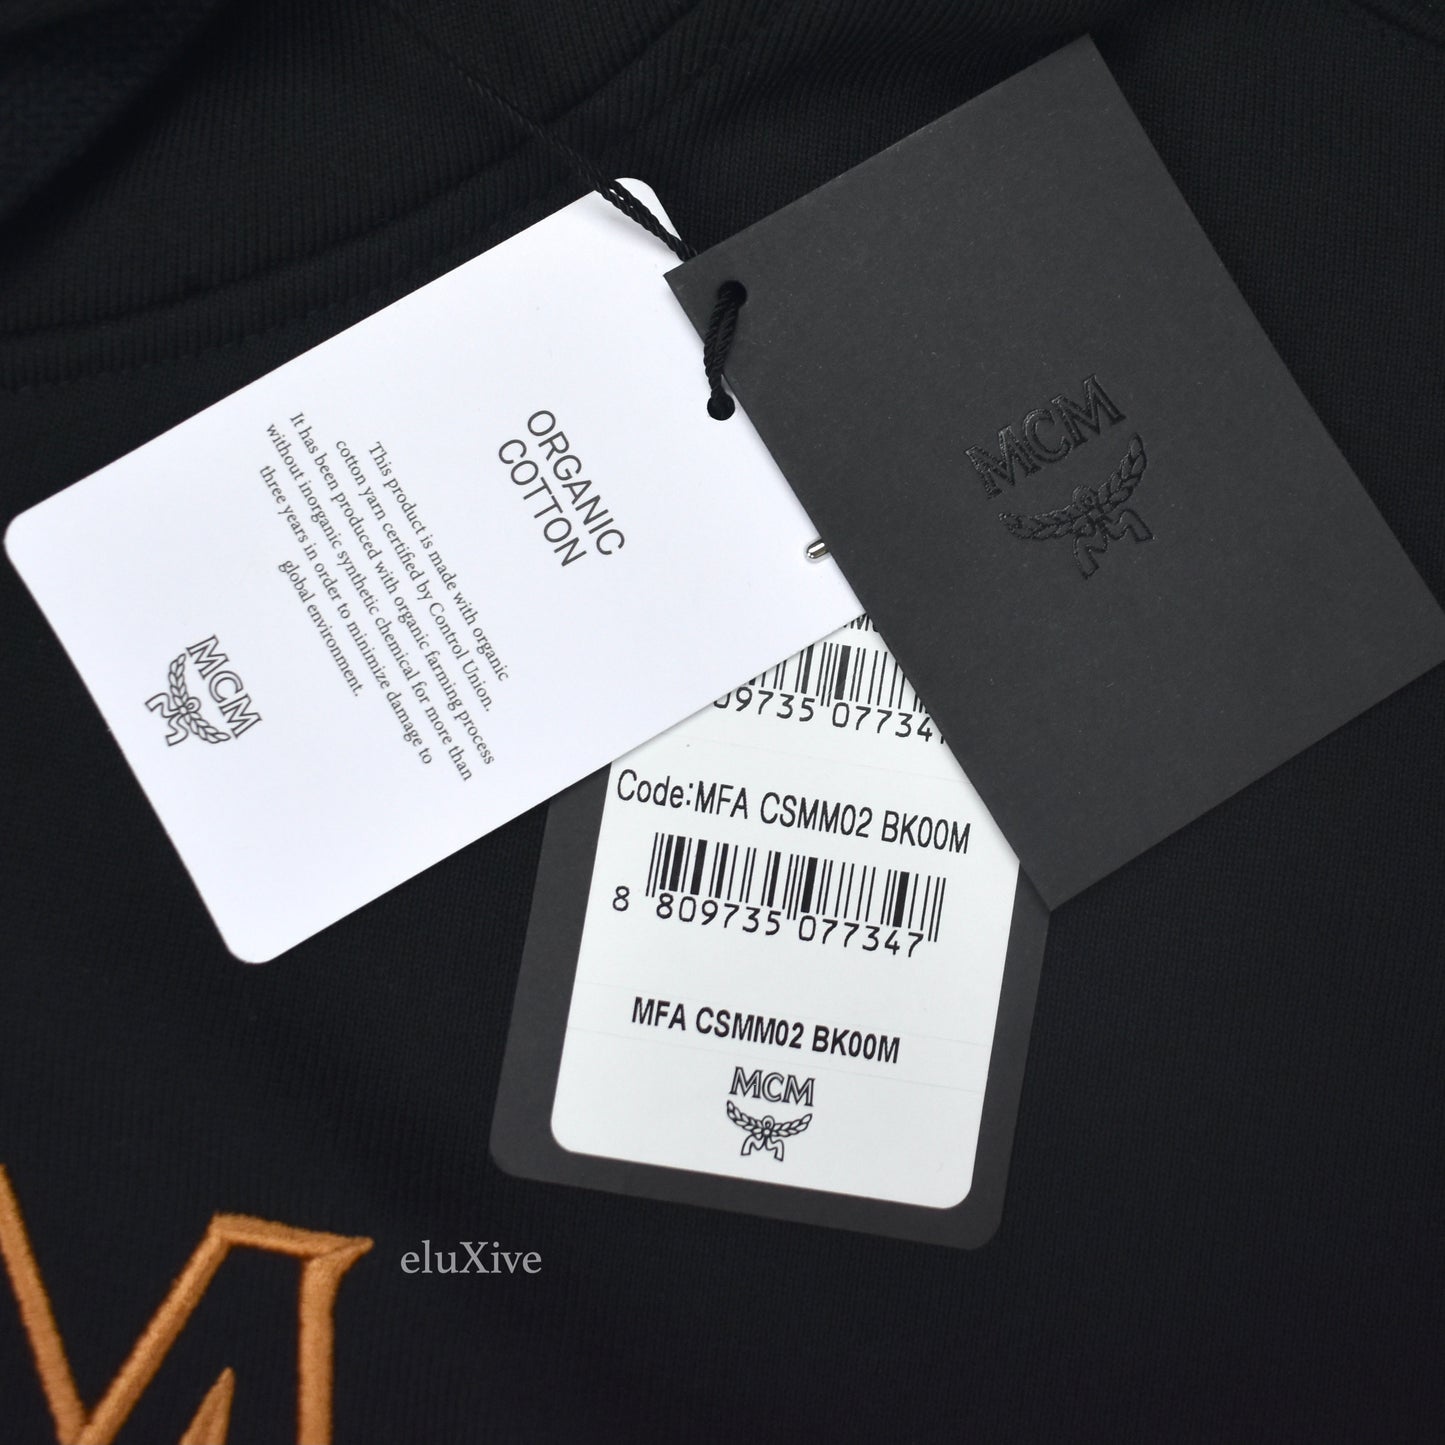 ORGANIC
COTTON
This product is made with organic
cotton yarn certified by Control Union.
It has been produced with organic farming process
without inorganic synthetic chemical for more than
three years in order to minimize damage to
global environment.
MCM
MCM
09735 07734
Code:MFA CSMM02 BK00M
8 809735 077347
MFA CSMM02 BK00M
MCM
eluXive